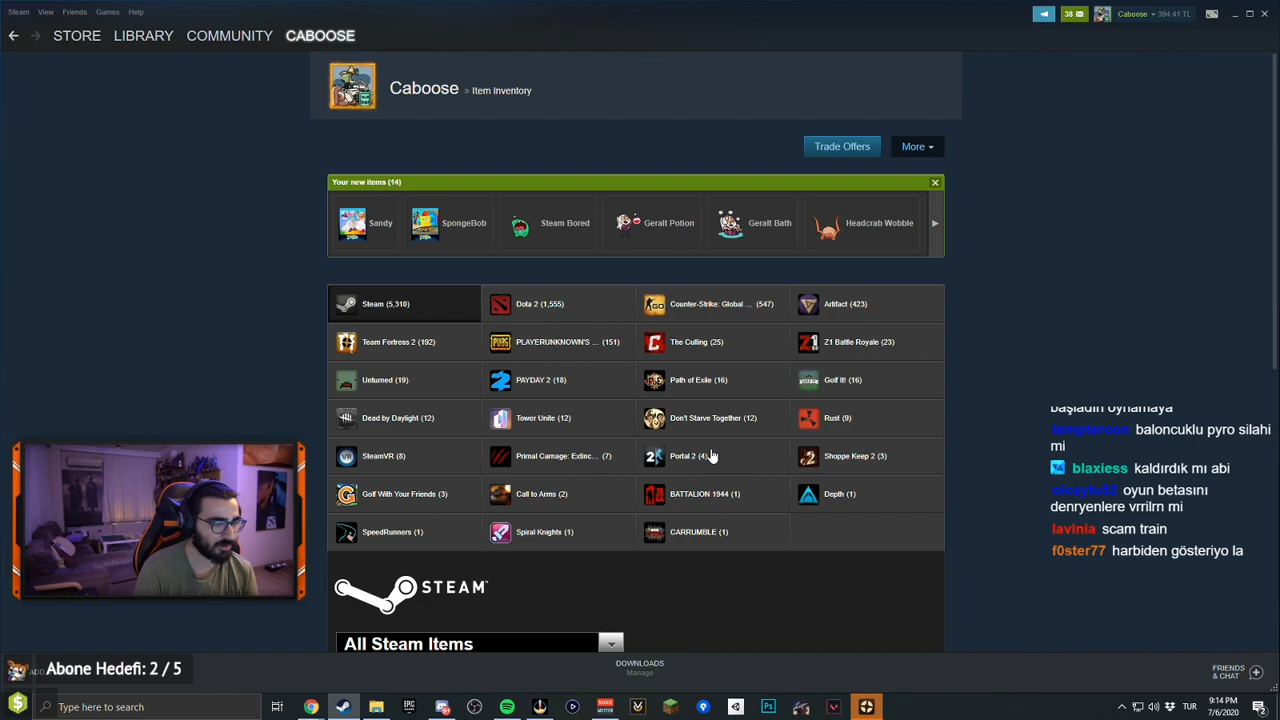 Steam View Friends Games Help
38 Caboose 394.41 TL
STORE LIBRARY COMMUNITY CABOOSE
Caboose » Item Inventory
Trade Offers More
Your new items (14)
Sandy SpongeBob Steam Bored Geralt Potion Geralt Bath Headcrab Wobble
Steam (5,310) Dota 2 (1,555) Counter-Strike: Global ... (547) Artifact (423)
Team Fortress 2 (192) PLAYERUNKNOWN'S ... (151) The Culling (25) Z1 Battle Royale (23)
Unturned (19) PAYDAY 2 (18) Path of Exile (16) Golf It! (16)
Dead by Daylight (12) Tower Unite (12) Don't Starve Together (12) Rust (9)
SteamVR (8) Primal Carnage: Extinc... (7) Portal 2 (4) Shoppe Keep 2 (3)
Golf With Your Friends (3) Call to Arms (2) BATTALION 1944 (1) Depth (1)
SpeedRunners (1) Spiral Knights (1) CARRUMBLE (1)
STEAM
All Steam Items
başladın oynamaya
baloncuklu pyro silahi
mi
blaxiess kaldırdık mı abi
oyun betasını
denryenlere vrrilrn mi
lavinia scam train
f0ster77 harbiden gösteriyo la
Abone Hedefi: 2 / 5
DOWNLOADS
Manage
FRIENDS
& CHAT
Type here to search
TUR
9:14 PM
7/6/2020
2